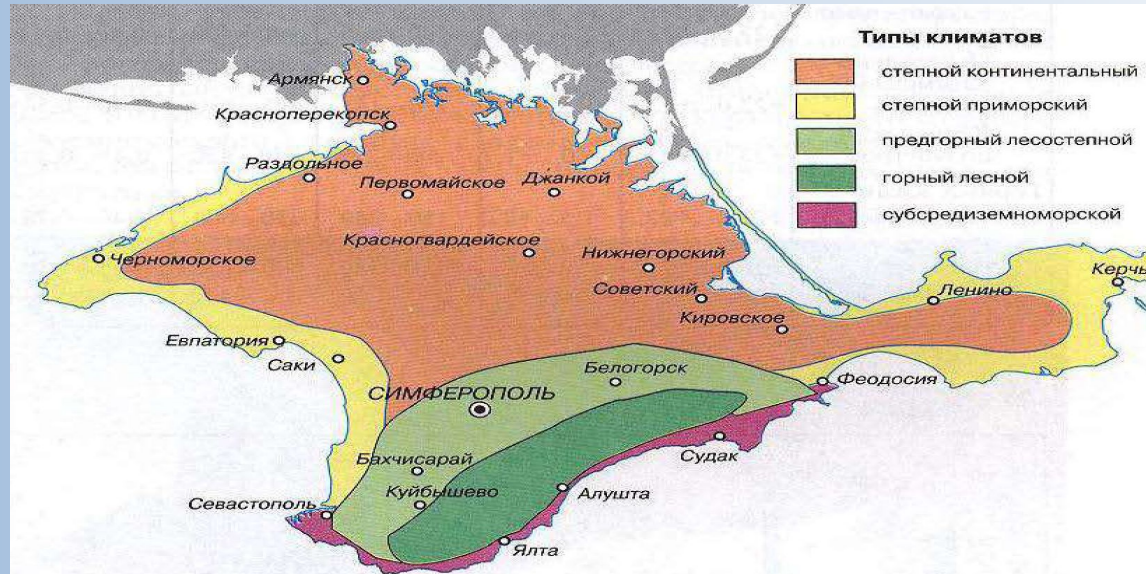 Типы климатов
степной континентальный
степной приморский
предгорный лесостепной
горный лесной
субсредиземноморской
Армянск
Красноперекопск
Раздольное
Первомайское
Джанкой
Красногвардейское
Нижнегорский
Черноморское
Советский
Керчь
Ленино
Кировское
Евпатория
Саки
Белогорск
Феодосия
СИМФЕРОПОЛЬ
Бахчисарай
Судак
Куйбышево
Алушта
Севастополь
Ялта